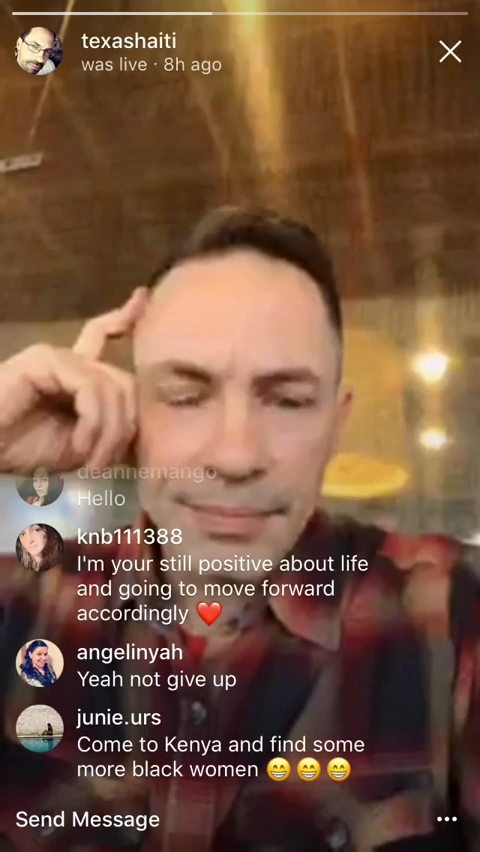 texashaiti
was live · 8h ago
deannemango
Hello
knb111388
I'm your still positive about life
and going to move forward
accordingly ❤️
angelinyah
Yeah not give up
junie.urs
Come to Kenya and find some
more black women 😁😁😁
Send Message